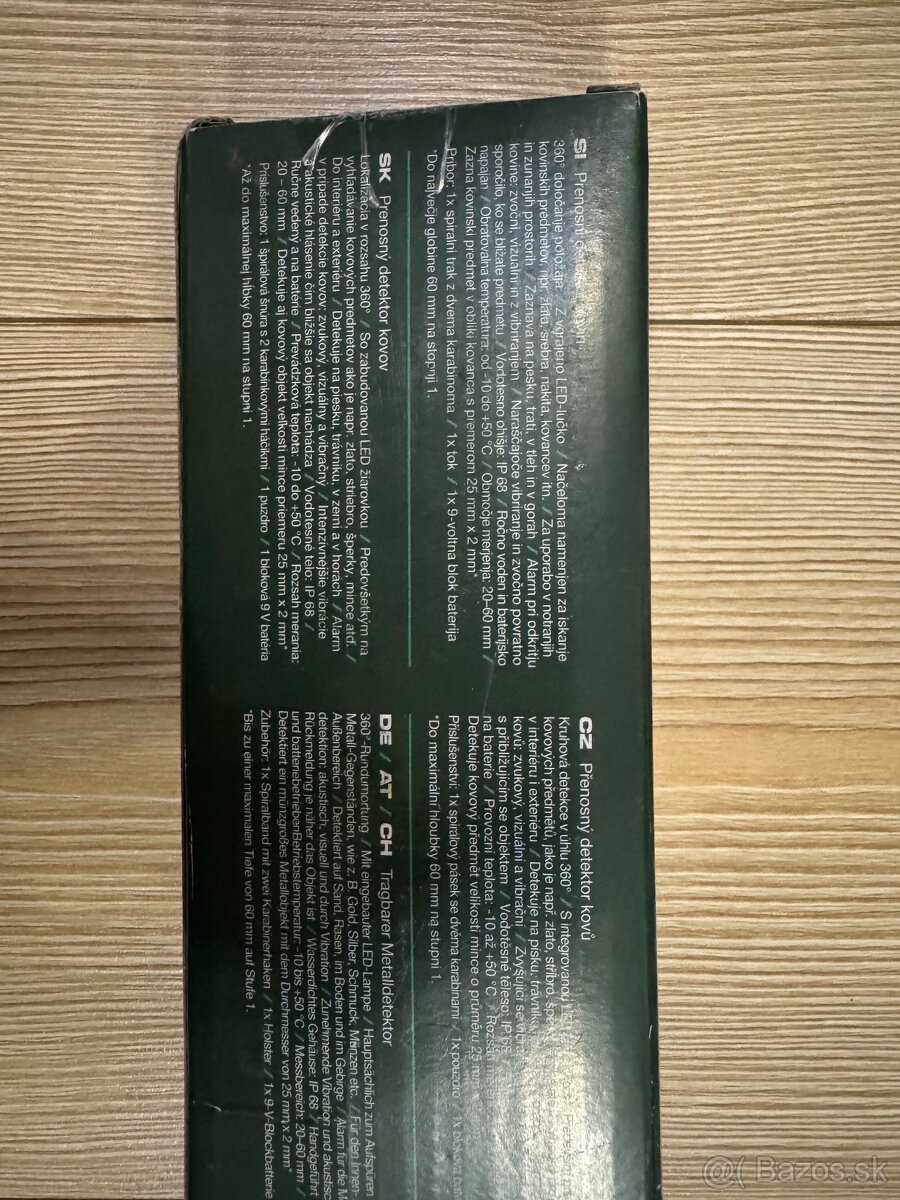 SI Prenosni
360° določanje položaja / Z vgrajeno LED-lučko / Načeloma namenjen za iskanje
kovinskih predmetov, npr. zlata, srebra, nakita, kovancev itn. / Za uporabo v notranjih
in zunanjih prostorih / Zaznava na pesku, trati, v tleh in v gorah / Alarm pri odkritju
kovine: zvočni, vizualni in z vibriranjem / Naraščajoče vibriranje in zvočno povratno
sporočilo, ko se bližate predmetu / Vodotesno ohišje: IP 68 / Ročno voden in baterijsko
napajan / Obratovalna temperatura: od -10 do +50 °C / Območje merjenja: 20–60 mm /
Zazna kovinski predmet v obliki kovanca s premerom 25 mm x 2 mm*
Pribor: 1x spiralni trak z dvema karabinoma / 1x tok / 1x 9-voltna blok baterija
*Do največje globine 60 mm na stopnji 1.
SK Prenosný detektor kovov
Lokalizácia v rozsahu 360° / So zabudovanou LED žiarovkou / Predovšetkým na
vyhľadávanie kovových predmetov ako je napr. zlato, striebro, šperky, mince atď. /
Do interiéru a exteriéru / Detekuje na piesku, trávniku, v zemi a v horách / Alarm
v prípade detekcie kovov: zvukový, vizuálny a vibračný / Intenzívnejšie vibrácie
a akustické hlásenie čím bližšie sa objekt nachádza / Vodotesné telo: IP 68 /
Ručne vedený a na batérie / Prevádzková teplota: -10 do +50 °C / Rozsah merania:
20 – 60 mm / Detekuje aj kovový objekt veľkosti mince priemeru 25 mm x 2 mm*
Príslušenstvo: 1 špirálová šnúra s 2 karabínkovými háčikmi / 1 puzdro / 1 bloková 9 V batéria
*Až do maximálnej hĺbky 60 mm na stupni 1.
CZ Přenosný detektor kovů
Kruhová detekce v úhlu 360° / S integrovanou
kovových předmětů, jako je např. zlato, stříbro,
v interiéru i exteriéru / Detekuje na písku, trávníku,
kovů: zvukový, vizuální a vibrační / Zvyšující se
s přibližujícím se objektem / Vodotěsné těleso: IP
na baterie / Provozní teplota: -10 až +50 °C /
Detekuje kovový předmět velikosti mince o průměru 25
Příslušenství: 1x spirálový pásek se dvěma karabinami / 1x pouzdro /
*Do maximální hloubky 60 mm na stupni 1.
DE / AT / CH Tragbarer Metalldetektor
360°-Rundumortung / Mit eingebauter LED-Lampe / Hauptsächlich zum Aufspüren
Metall-Gegenständen, wie z. B. Gold, Silber, Schmuck, Münzen etc. / Für den Innen-
Außenbereich / Detektiert auf Sand, Rasen, im Boden und im Gebirge / Alarm für die
detektion: akustisch, visuell und durch Vibration / Zunehmende Vibration und akustisc
Rückmeldung je näher das Objekt ist / Wasserdichtes Gehäuse: IP 68 / Handgeführt
und batteriebetriebenBetriebstemperatur: -10 bis +50 °C / Messbereich: 20–60 mm /
Detektiert ein münzgroßes Metallobjekt mit dem Durchmesser von 25 mm x 2 mm*
Zubehör: 1x Spiralband mit zwei Karabinerhaken / 1x Holster / 1x 9-V-Blockbatterie
*Bis zu einer maximalen Tiefe von 60 mm auf Stufe 1.
@( Bazos.sk